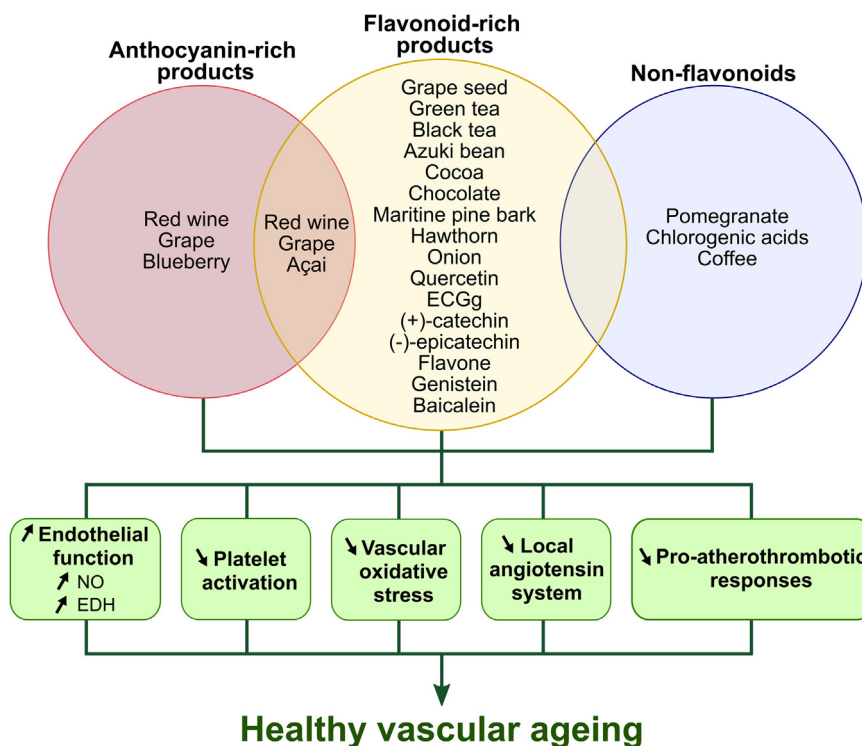 Anthocyanin-rich
products
Flavonoid-rich
products
Non-flavonoids
Red wine
Grape
Blueberry
Red wine
Grape
Açai
Grape seed
Green tea
Black tea
Azuki bean
Cocoa
Chocolate
Maritine pine bark
Hawthorn
Onion
Quercetin
ECGg
(+)-catechin
(-)-epicatechin
Flavone
Genistein
Baicalein
Pomegranate
Chlorogenic acids
Coffee
↗ Endothelial
function
↗ NO
↗ EDH
↘ Platelet
activation
↘ Vascular
oxidative
stress
↘ Local
angiotensin
system
↘ Pro-atherothrombotic
responses
Healthy vascular ageing